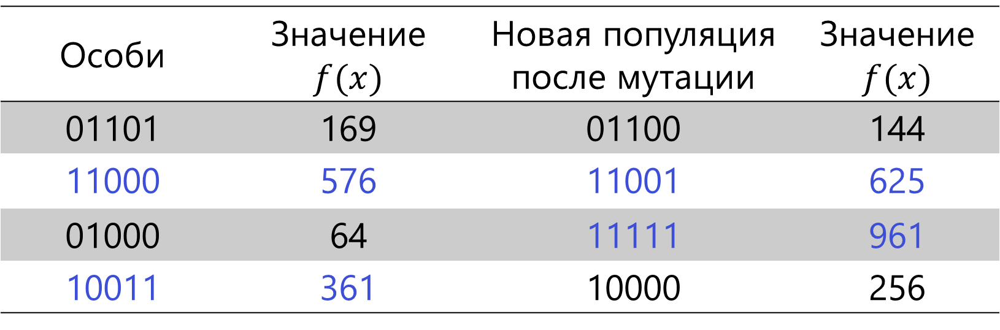 Особи Значение f(x) Новая популяция после мутации Значение f(x)
01101 169 01100 144
11000 576 11001 625
01000 64 11111 961
10011 361 10000 256